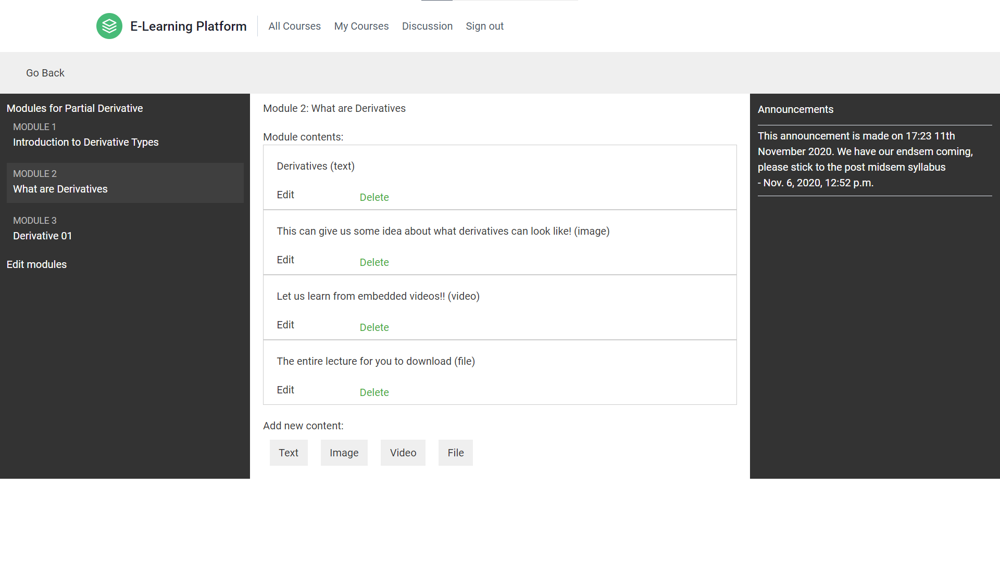 E-Learning Platform
All Courses
My Courses
Discussion
Sign out
Go Back
Modules for Partial Derivative
MODULE 1
Introduction to Derivative Types
MODULE 2
What are Derivatives
MODULE 3
Derivative 01
Edit modules
Module 2: What are Derivatives
Module contents:
Derivatives (text)
Edit
Delete
This can give us some idea about what derivatives can look like! (image)
Edit
Delete
Let us learn from embedded videos!! (video)
Edit
Delete
The entire lecture for you to download (file)
Edit
Delete
Add new content:
Text
Image
Video
File
Announcements
This announcement is made on 17:23 11th
November 2020. We have our endsem coming,
please stick to the post midsem syllabus
- Nov. 6, 2020, 12:52 p.m.